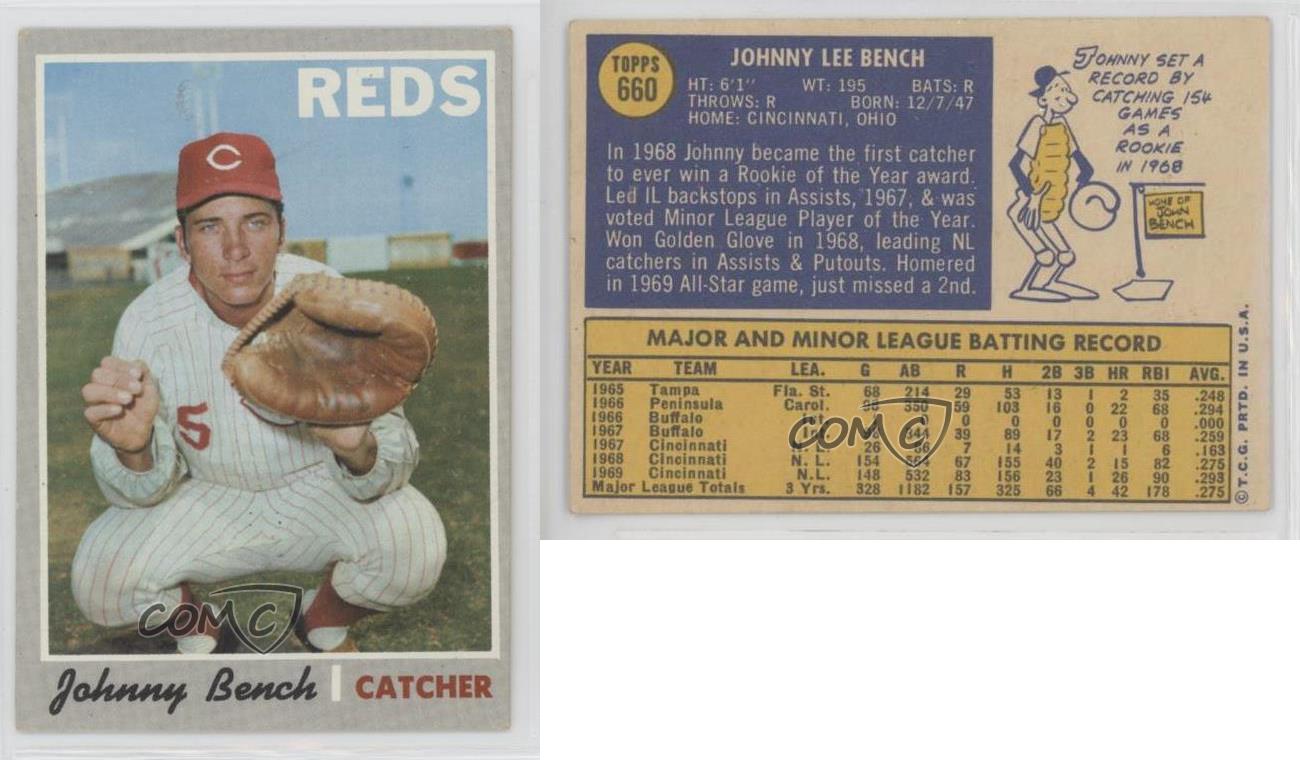 REDS
C
5
COMC
Johnny Bench | CATCHER
TOPPS
660
JOHNNY LEE BENCH
HT: 6'1" WT: 195 BATS: R
THROWS: R BORN: 12/7/47
HOME: CINCINNATI, OHIO
In 1968 Johnny became the first catcher
to ever win a Rookie of the Year award.
Led IL backstops in Assists, 1967, & was
voted Minor League Player of the Year.
Won Golden Glove in 1968, leading NL
catchers in Assists & Putouts. Homered
in 1969 All-Star game, just missed a 2nd.
JOHNNY SET A
RECORD BY
CATCHING 154
GAMES
AS A
ROOKIE
IN 1968
HOME OF
JOHN
BENCH
MAJOR AND MINOR LEAGUE BATTING RECORD
YEAR TEAM LEA. G AB R H 2B 3B HR RBI AVG.
1965 Tampa Fla. St. 68 214 29 53 13 1 2 35 .248
1966 Peninsula Carol. 350 59 103 16 0 22 68 .294
1966 Buffalo 0 0 0 0 0 0 0 .000
1967 Buffalo 39 89 17 2 23 68 .259
1967 Cincinnati N. L. 26 86 7 14 3 1 1 6 .163
1968 Cincinnati N. L. 154 564 67 155 40 2 15 82 .275
1969 Cincinnati N. L. 148 532 83 156 23 1 26 90 .293
Major League Totals 3 Yrs. 328 1182 157 325 66 4 42 178 .275
COMC
© T.C.G. PRTD. IN U.S.A.